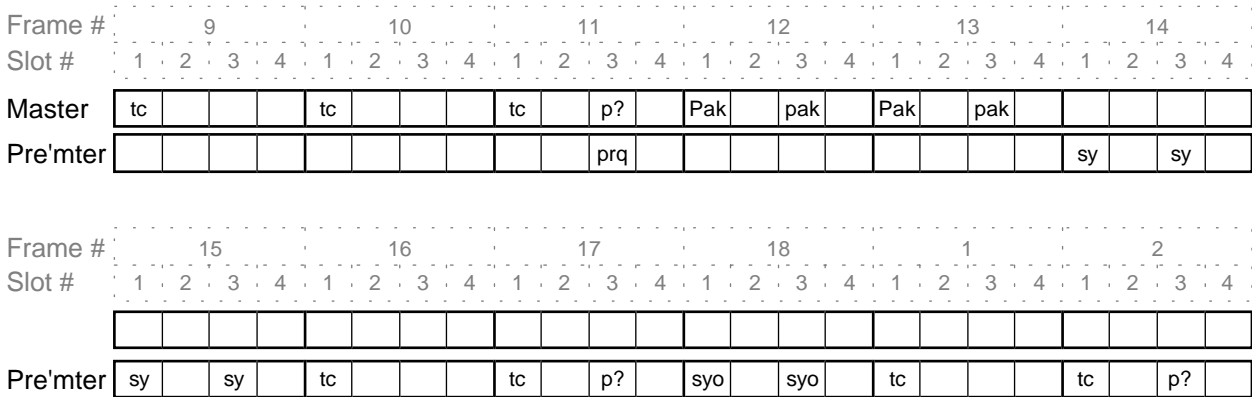 Frame # 9 10 11 12 13 14
Slot # 1 2 3 4 1 2 3 4 1 2 3 4 1 2 3 4 1 2 3 4 1 2 3 4
Master tc tc tc p? Pak pak Pak pak
Pre'mter prq sy sy
Frame # 15 16 17 18 1 2
Slot # 1 2 3 4 1 2 3 4 1 2 3 4 1 2 3 4 1 2 3 4 1 2 3 4
Pre'mter sy sy tc tc p? syo syo tc tc p?